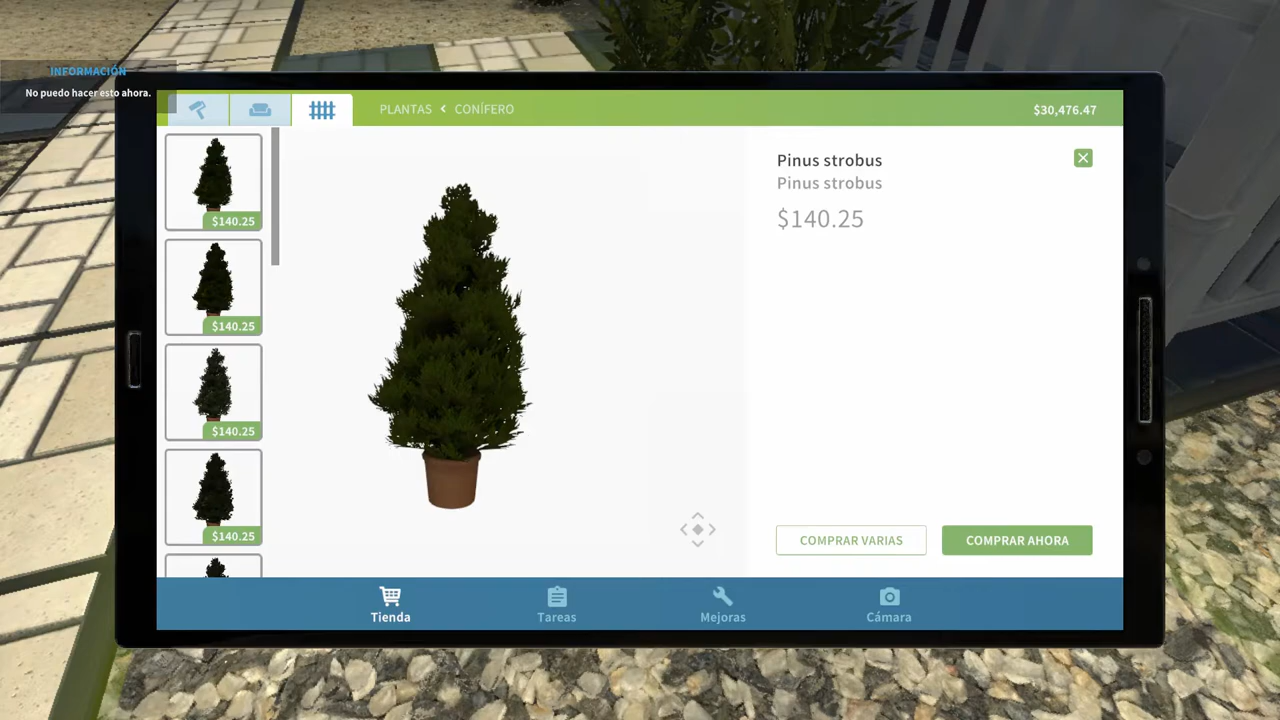 INFORMACIÓN
No puedo hacer esto ahora.
PLANTAS < CONÍFERO
$30,476.47
$140.25
$140.25
$140.25
$140.25
Pinus strobus
Pinus strobus
$140.25
COMPRAR VARIAS
COMPRAR AHORA
Tienda
Tareas
Mejoras
Cámara